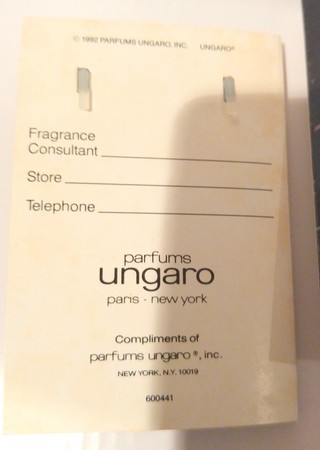 © 1992 PARFUMS UNGARO, INC. UNGARO®
Fragrance
Consultant
Store
Telephone
parfums
ungaro
paris - new york
Compliments of
parfums ungaro®, inc.
NEW YORK, N.Y. 10019
600441